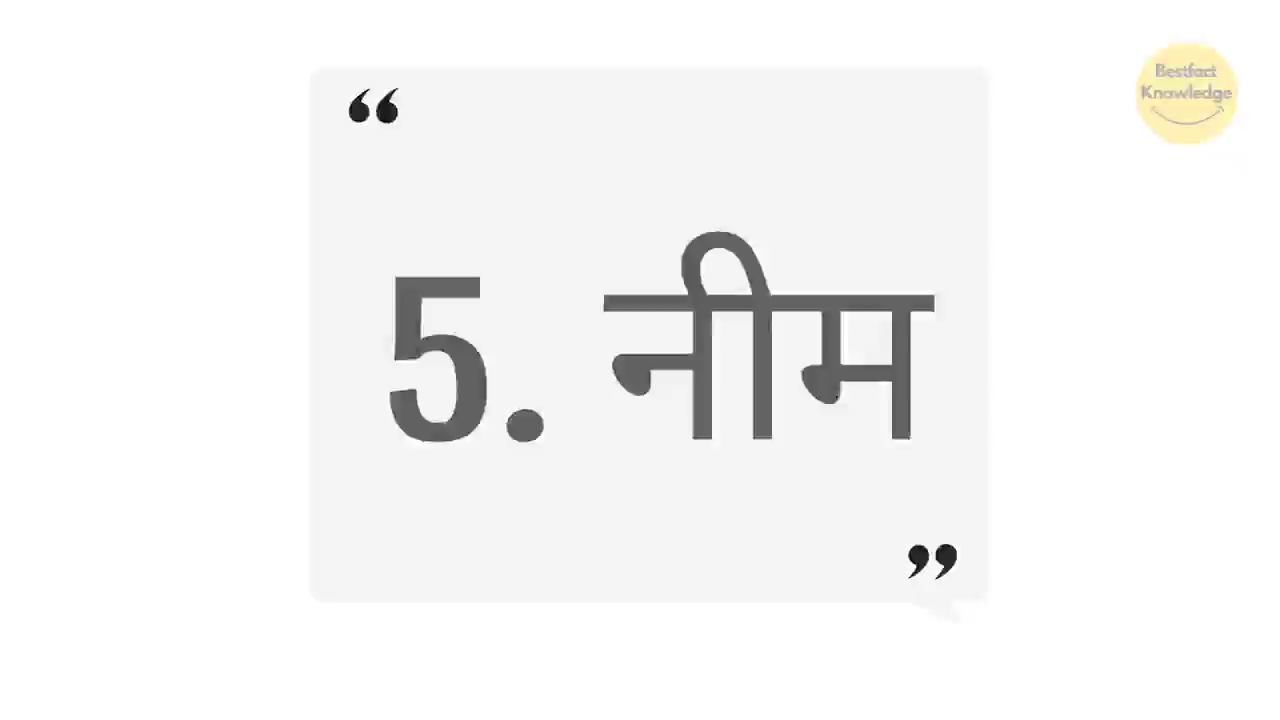 Bestfact
Knowledge
“
5. नीम
”